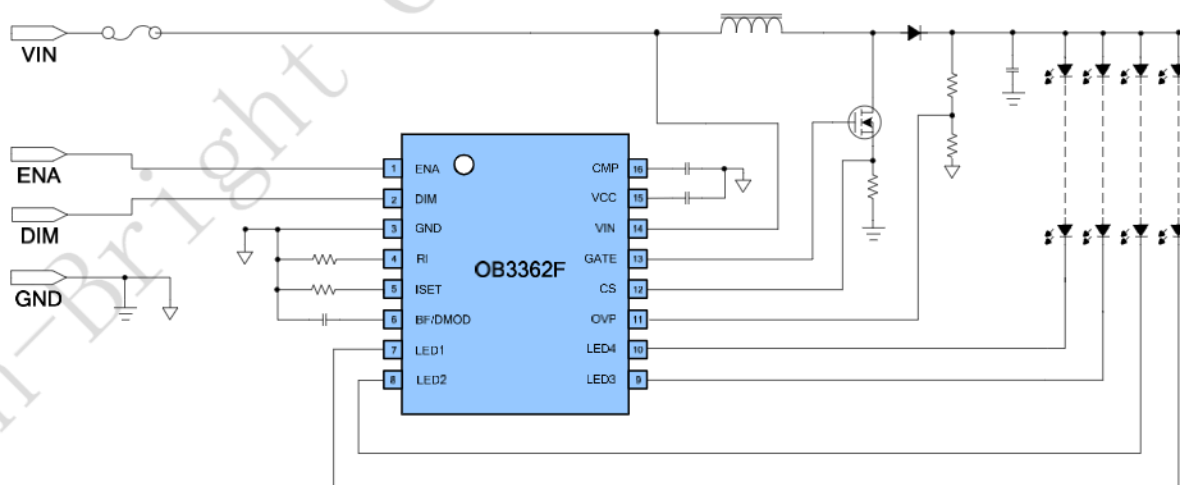 VIN
ENA
DIM
GND
OB3362F
1 ENA
2 DIM
3 GND
4 RI
5 ISET
6 BF/DMOD
7 LED1
8 LED2
CMP 16
VCC 15
VIN 14
GATE 13
CS 12
OVP 11
LED4 10
LED3 9
n-Bright